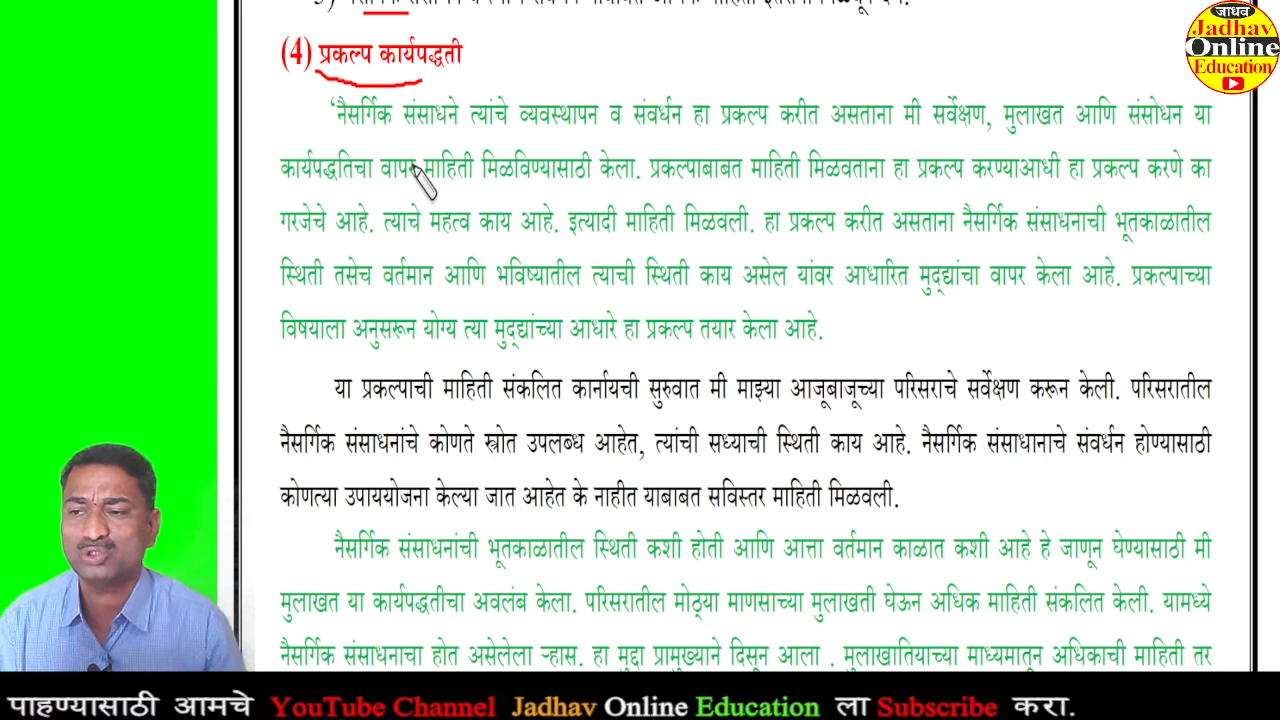 (4) प्रकल्प कार्यपद्धती
'नैसर्गिक संसाधने त्यांचे व्यवस्थापन व संवर्धन हा प्रकल्प करीत असताना मी सर्वेक्षण, मुलाखत आणि संसोधन या
कार्यपद्धतिचा वापर माहिती मिळविण्यासाठी केला. प्रकल्पाबाबत माहिती मिळवताना हा प्रकल्प करण्याआधी हा प्रकल्प करणे का
गरजेचे आहे. त्याचे महत्व काय आहे. इत्यादी माहिती मिळवली. हा प्रकल्प करीत असताना नैसर्गिक संसाधनाची भूतकाळातील
स्थिती तसेच वर्तमान आणि भविष्यातील त्याची स्थिती काय असेल यांवर आधारित मुद्द्यांचा वापर केला आहे. प्रकल्पाच्या
विषयाला अनुसरून योग्य त्या मुद्द्यांच्या आधारे हा प्रकल्प तयार केला आहे.
या प्रकल्पाची माहिती संकलित कार्नायची सुरुवात मी माझ्या आजूबाजूच्या परिसराचे सर्वेक्षण करून केली. परिसरातील
नैसर्गिक संसाधनांचे कोणते स्त्रोत उपलब्ध आहेत, त्यांची सध्याची स्थिती काय आहे. नैसर्गिक संसाधानाचे संवर्धन होण्यासाठी
कोणत्या उपाययोजना केल्या जात आहेत के नाहीत याबाबत सविस्तर माहिती मिळवली.
नैसर्गिक संसाधनांची भूतकाळातील स्थिती कशी होती आणि आत्ता वर्तमान काळात कशी आहे हे जाणून घेण्यासाठी मी
मुलाखत या कार्यपद्धतीचा अवलंब केला. परिसरातील मोठ्या माणसाच्या मुलाखती घेऊन अधिक माहिती संकलित केली. यामध्ये
नैसर्गिक संसाधनाचा होत असेलेला ऱ्हास. हा मुद्दा प्रामुख्याने दिसून आला . मुलाखातियाच्या माध्यमातून अधिकाची माहिती तर
जाधव
Jadhav
Online
Education
पाहण्यासाठी आमचे YouTube Channel Jadhav Online Education ला Subscribe करा.